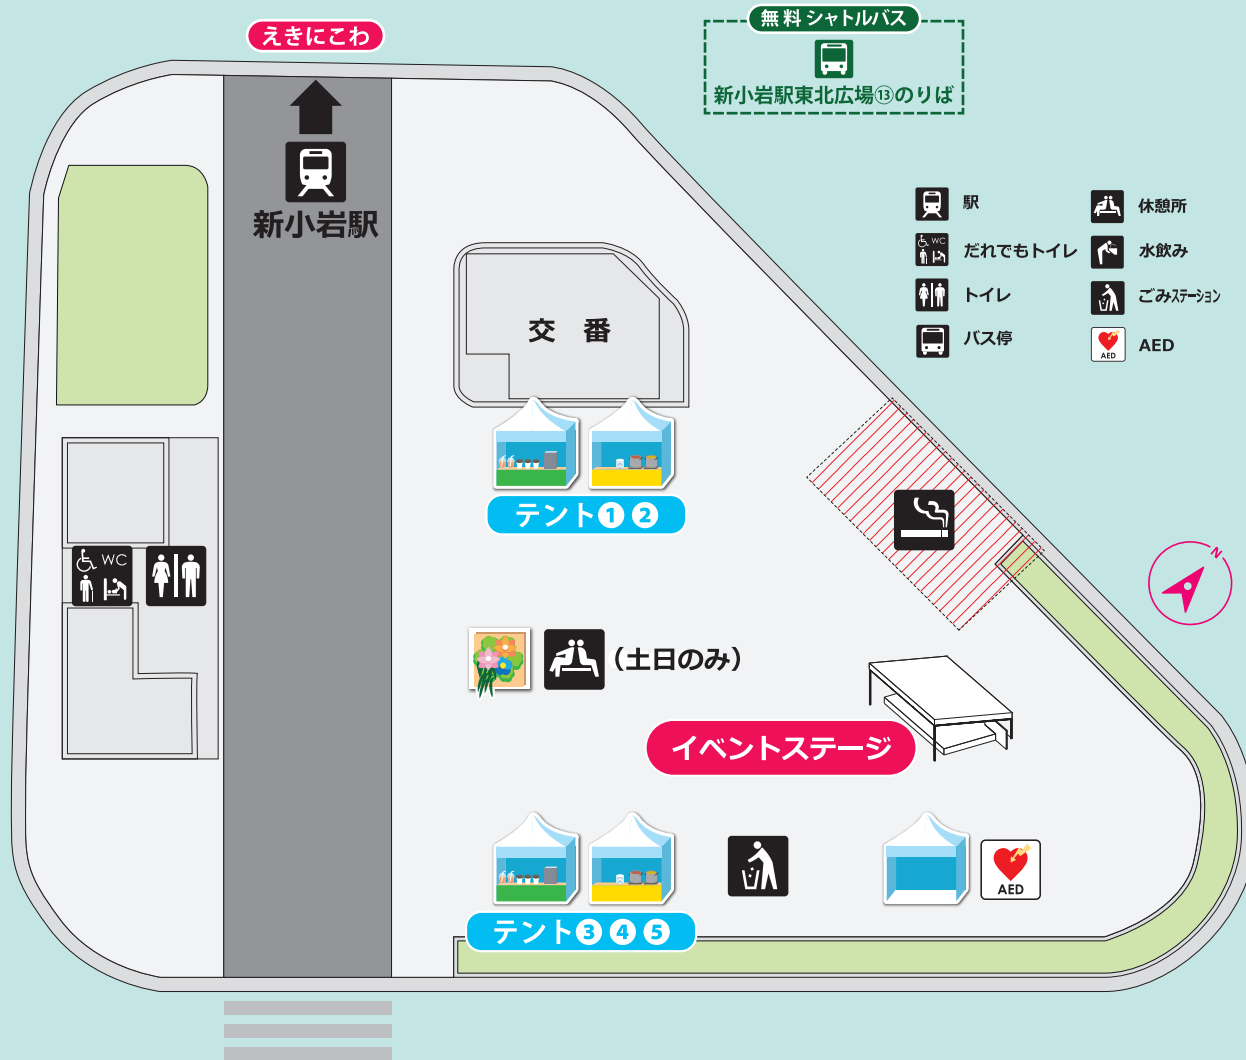 えきにこわ
無料 シャトルバス
新小岩駅東北広場⑬のりば
新小岩駅
駅
だれでもトイレ
トイレ
バス停
休憩所
水飲み
ごみステーション
AED
AED
WC
交 番
テント❶❷
WC
N
(土日のみ)
イベントステージ
AED
テント❸❹❺